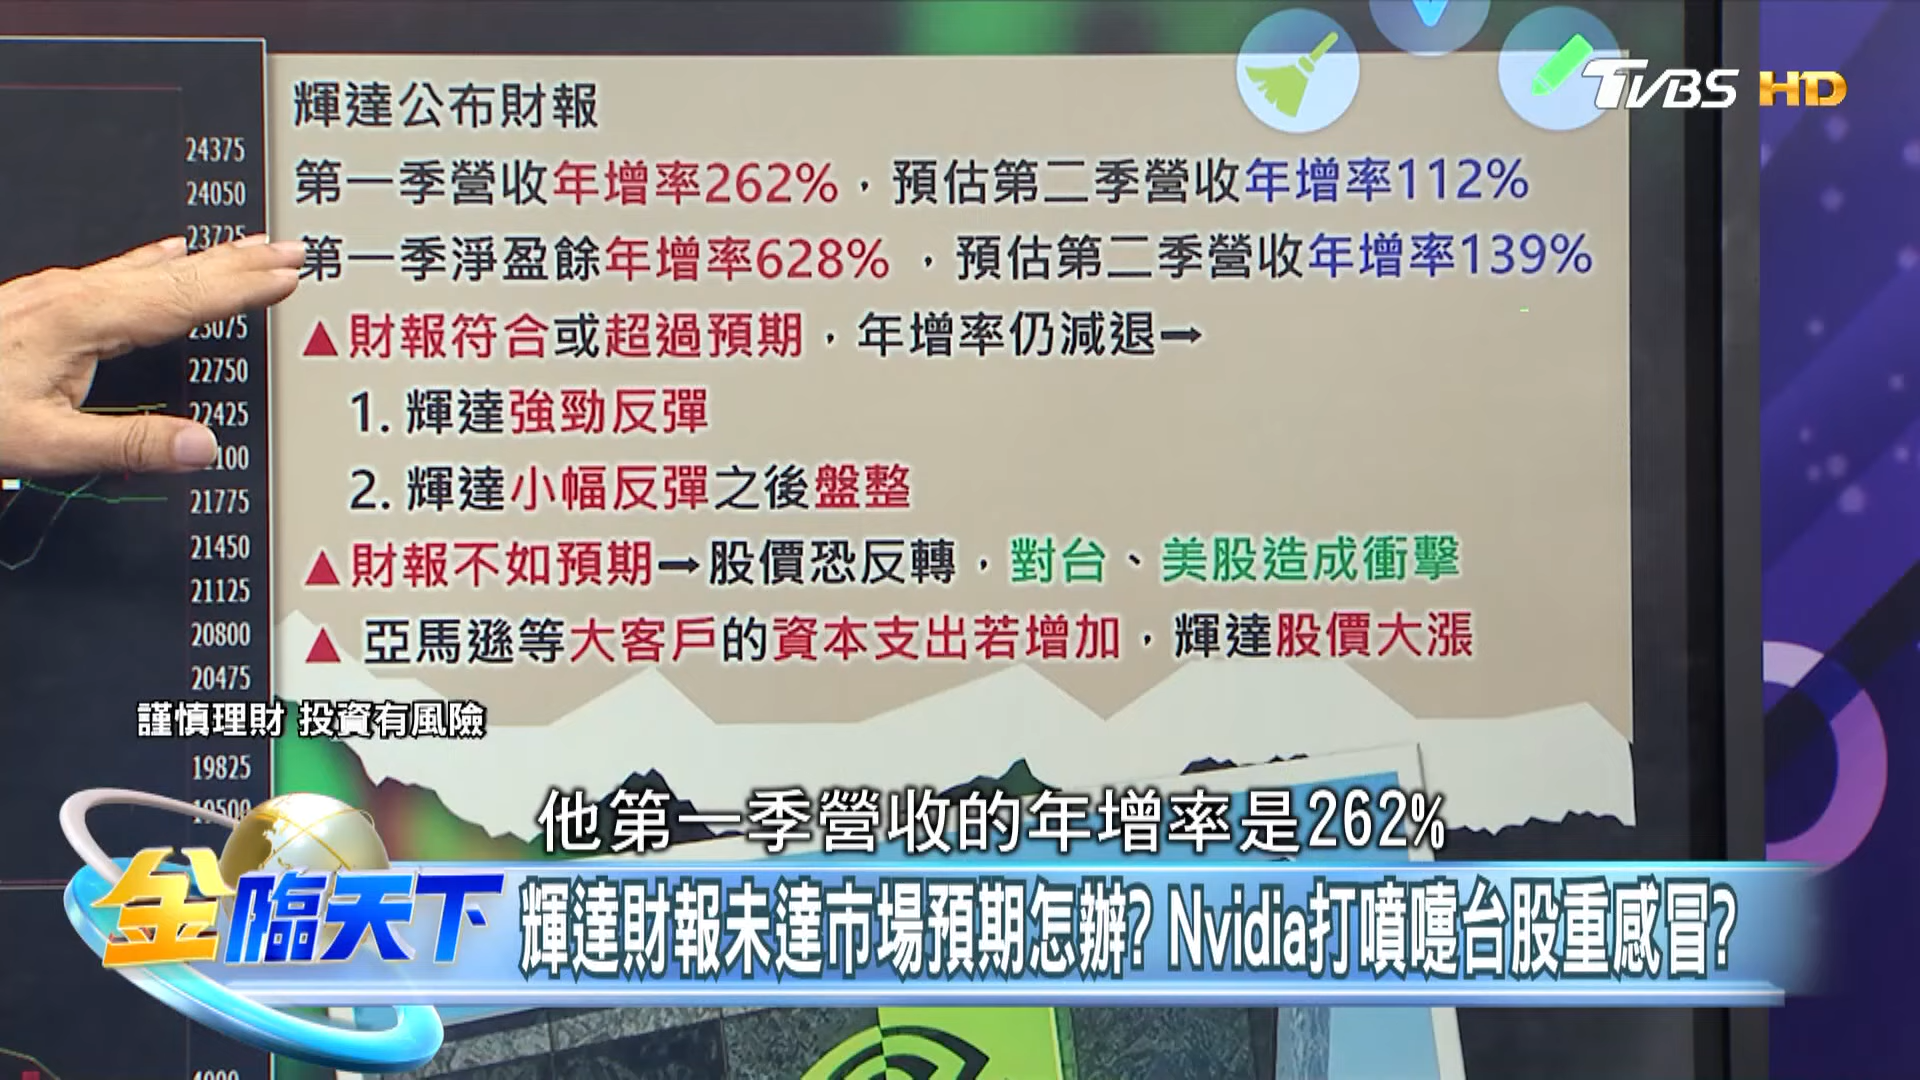 TVBS HD
輝達公布財報
第一季營收年增率262%，預估第二季營收年增率112%
第一季淨盈餘年增率628%，預估第二季營收年增率139%
▲財報符合或超過預期，年增率仍減退→
1. 輝達強勁反彈
2. 輝達小幅反彈之後盤整
▲財報不如預期→股價恐反轉，對台、美股造成衝擊
▲亞馬遜等大客戶的資本支出若增加，輝達股價大漲
24375
24050
23725
23075
22750
22425
21775
21450
21125
20800
20475
謹慎理財 投資有風險
19825
19500
他第一季營收的年增率是262%
金臨天下
輝達財報未達市場預期怎辦? Nvidia打噴嚏台股重感冒?